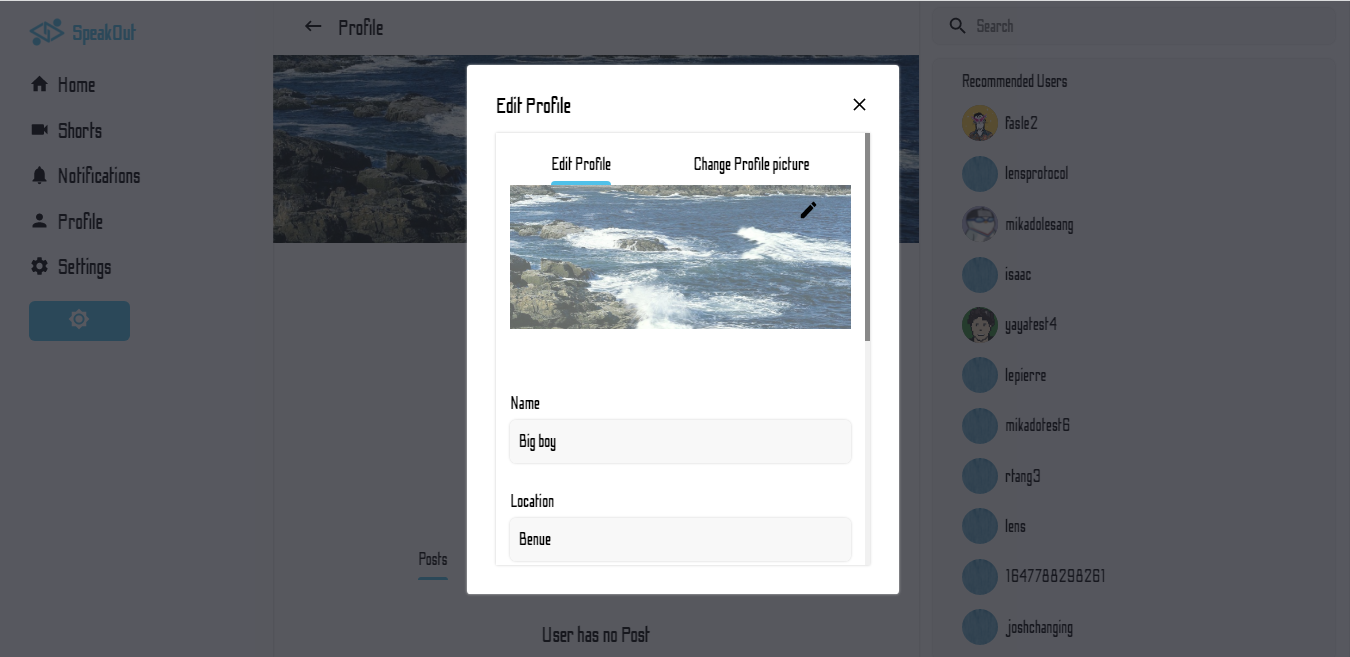 SpeakOut
Home
Shorts
Notifications
Profile
Settings
Profile
Posts
User has no Post
Edit Profile
Edit Profile
Change Profile picture
Name
Big boy
Location
Benue
Search
Recommended Users
fasle2
lensprotocol
mikadolesang
isaac
yayatest4
lepierre
mikadotest6
rtang3
lens
1647788298261
joshchanging